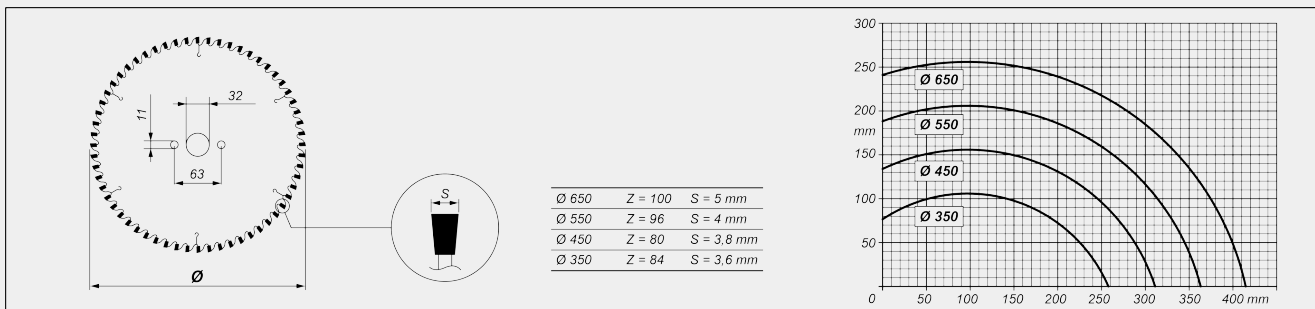 32
11
63
Ø
S
Ø 650 Z = 100 S = 5 mm
Ø 550 Z = 96 S = 4 mm
Ø 450 Z = 80 S = 3,8 mm
Ø 350 Z = 84 S = 3,6 mm
300
250
200
mm
150
100
50
0
Ø 650
Ø 550
Ø 450
Ø 350
50 100 150 200 250 300 350 400 mm